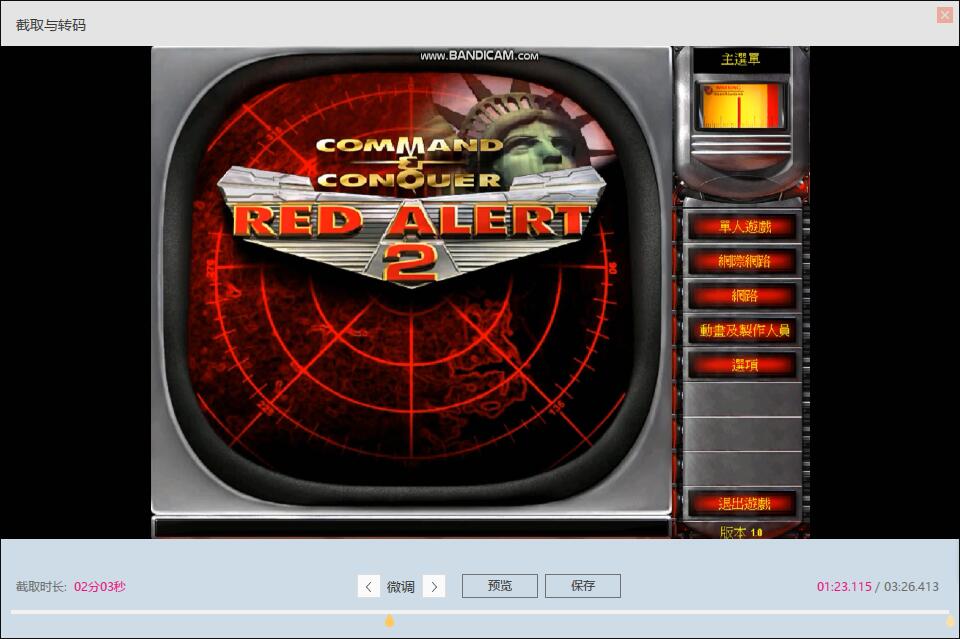 截取与转码
www.BANDICAM.com
主選單
WARNING
COMMAND
&
CONQUER
RED ALERT
2
單人遊戲
網際網路
網路
動畫及製作人員
選項
退出遊戲
版本 1.0
截取时长: 02分03秒
微调
预览
保存
01:23.115 / 03:26.413